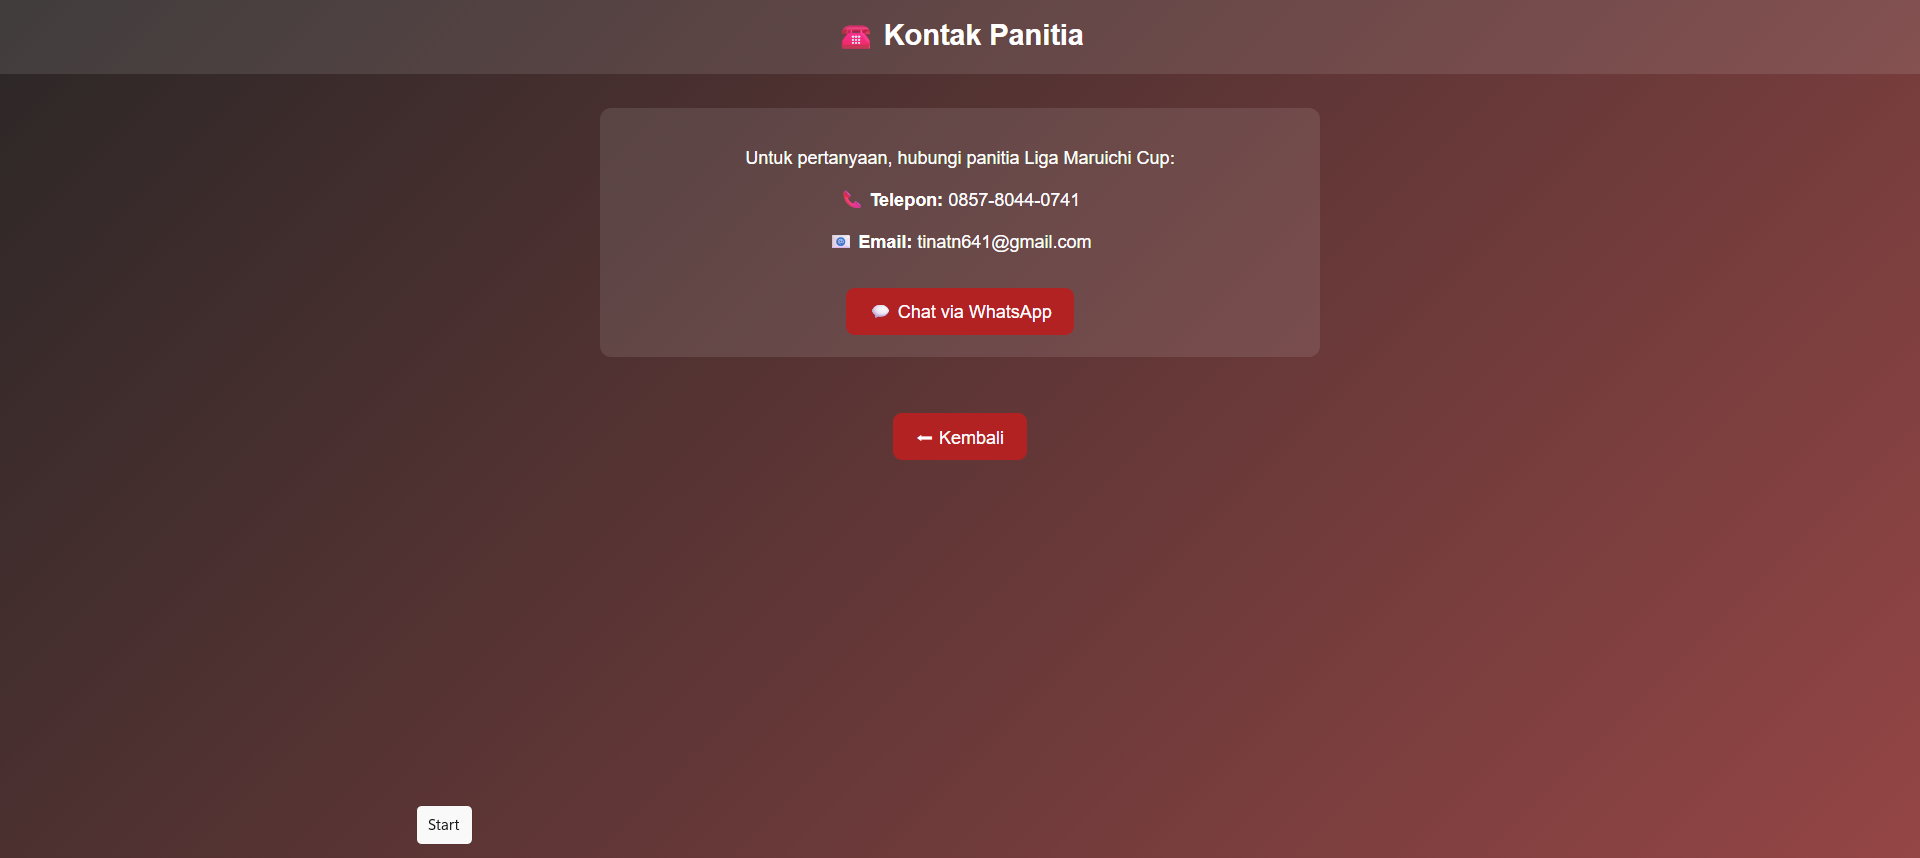 Kontak Panitia
Untuk pertanyaan, hubungi panitia Liga Maruichi Cup:
Telepon: 0857-8044-0741
Email: tinatn641@gmail.com
Chat via WhatsApp
Kembali
Start